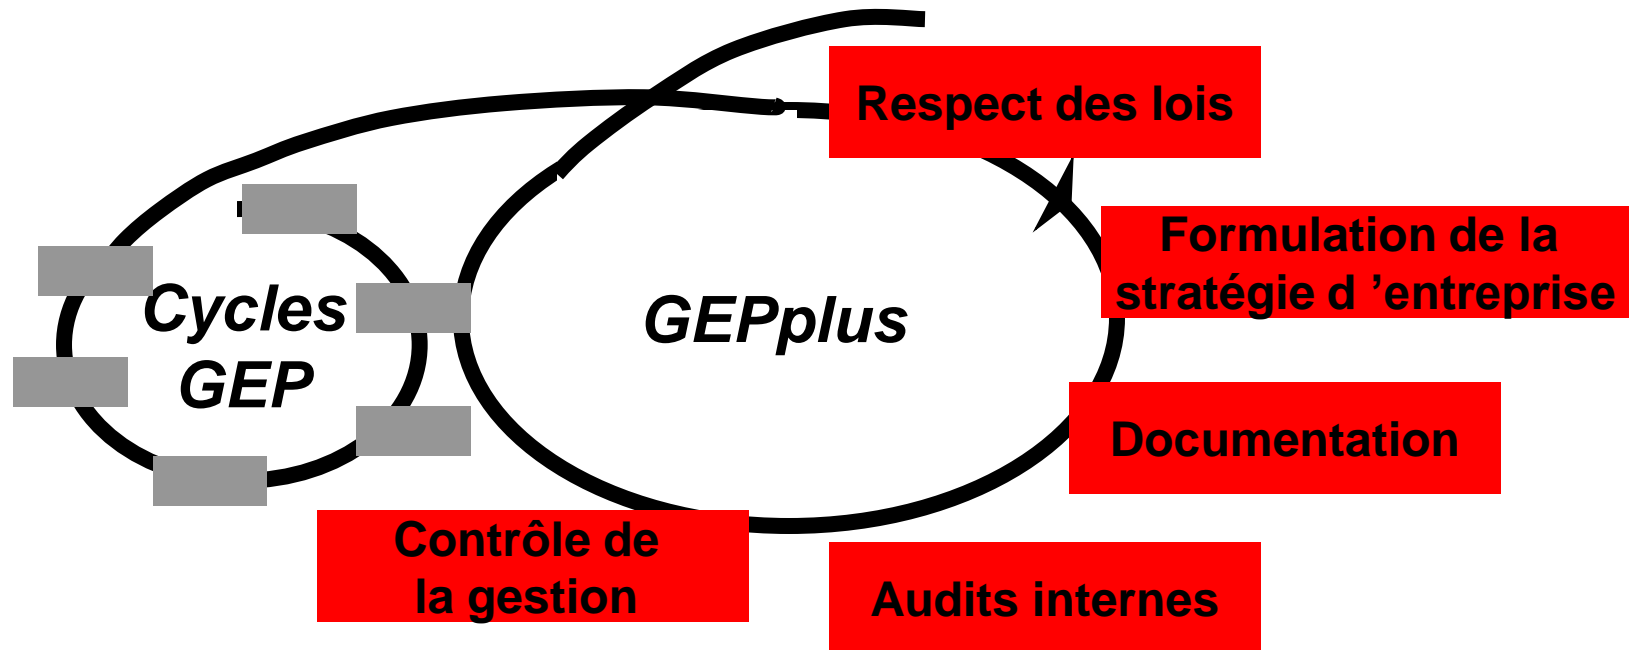 Respect des lois
Formulation de la
stratégie d ’entreprise
Cycles
GEP
GEPplus
Documentation
Contrôle de
la gestion
Audits internes